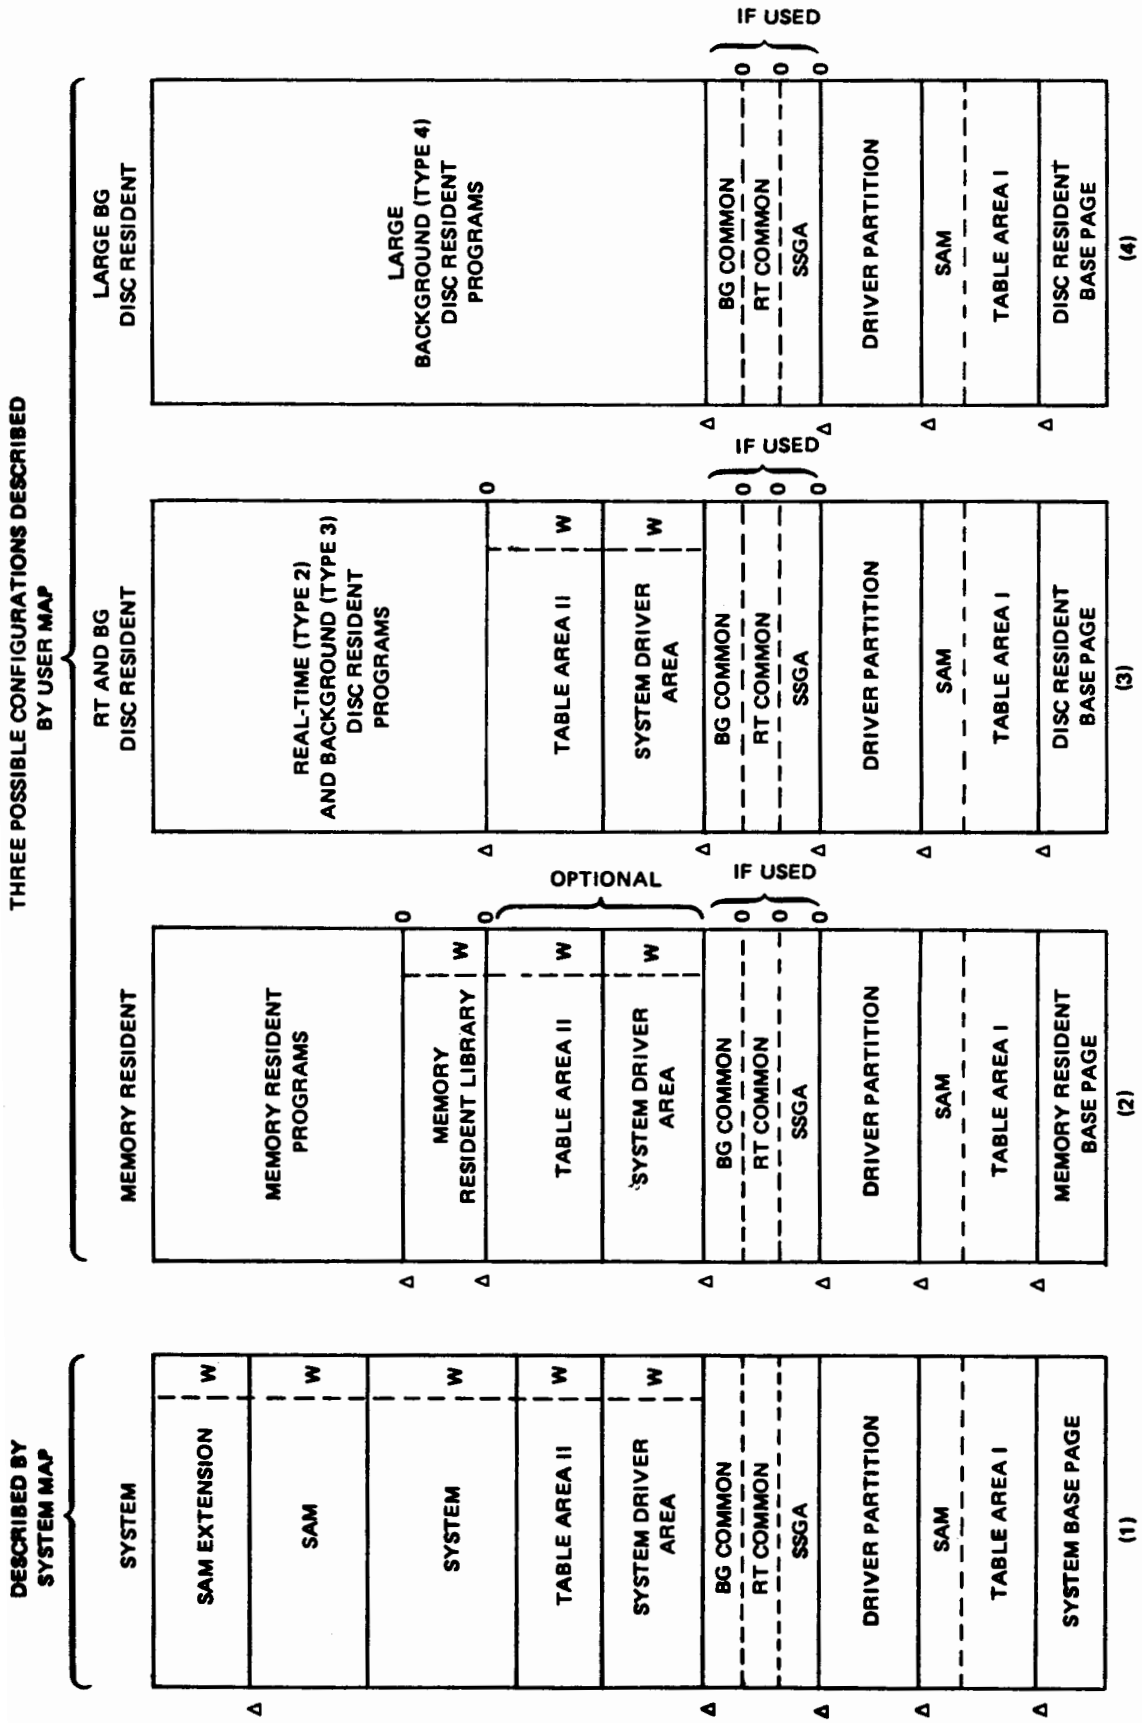 DESCRIBED BY
SYSTEM MAP
THREE POSSIBLE CONFIGURATIONS DESCRIBED
BY USER MAP
SYSTEM
SAM EXTENSION
W
SAM
W
SYSTEM
W
TABLE AREA II
W
SYSTEM DRIVER
AREA
W
BG COMMON
RT COMMON
SSGA
DRIVER PARTITION
SAM
TABLE AREA I
SYSTEM BASE PAGE
(1)
Δ
Δ
Δ
Δ
Δ
MEMORY RESIDENT
MEMORY RESIDENT
PROGRAMS
MEMORY
RESIDENT LIBRARY
W
TABLE AREA II
W
SYSTEM DRIVER
AREA
W
OPTIONAL
BG COMMON
RT COMMON
SSGA
IF USED
DRIVER PARTITION
SAM
TABLE AREA I
MEMORY RESIDENT
BASE PAGE
(2)
Δ
Δ
Δ
Δ
Δ
Δ
O
O
O
O
O
RT AND BG
DISC RESIDENT
REAL-TIME (TYPE 2)
AND BACKGROUND (TYPE 3)
DISC RESIDENT
PROGRAMS
TABLE AREA II
W
SYSTEM DRIVER
AREA
W
BG COMMON
RT COMMON
SSGA
IF USED
DRIVER PARTITION
SAM
TABLE AREA I
DISC RESIDENT
BASE PAGE
(3)
Δ
Δ
Δ
Δ
Δ
O
O
O
O
LARGE BG
DISC RESIDENT
LARGE
BACKGROUND (TYPE 4)
DISC RESIDENT
PROGRAMS
BG COMMON
RT COMMON
SSGA
IF USED
DRIVER PARTITION
SAM
TABLE AREA I
DISC RESIDENT
BASE PAGE
(4)
Δ
Δ
Δ
Δ
O
O
O